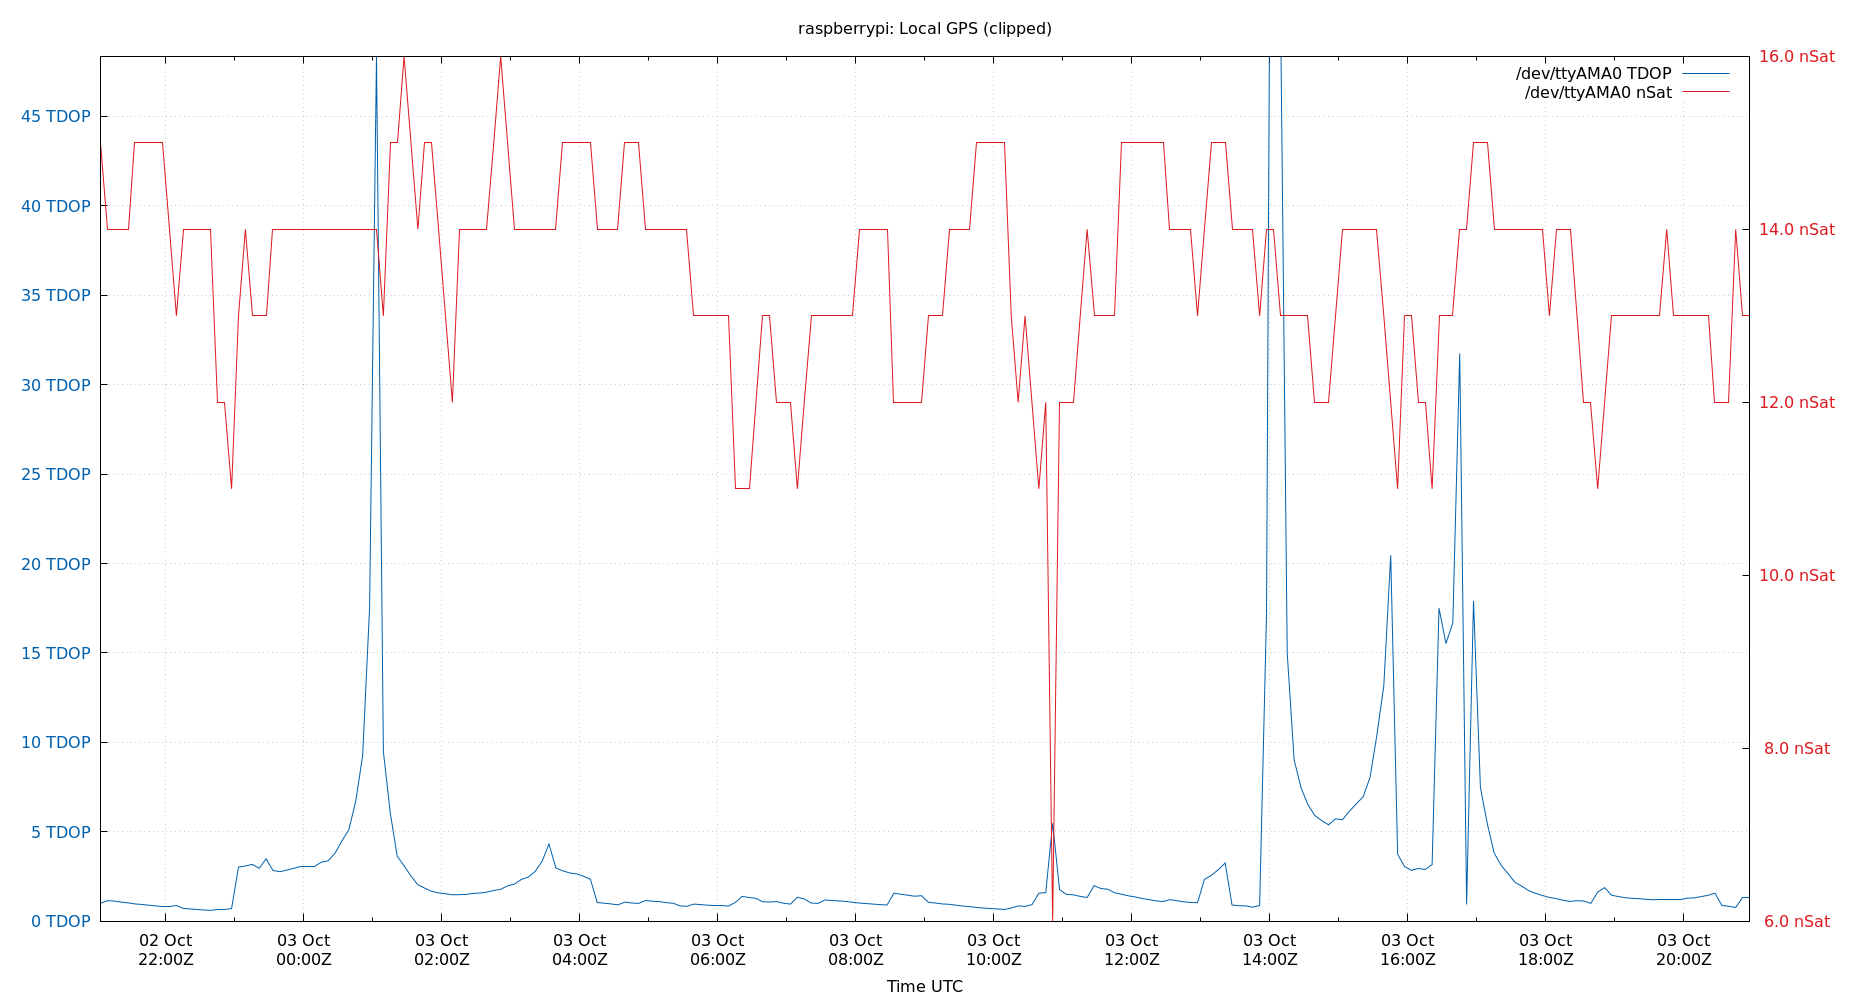 raspberrypi: Local GPS (clipped)
16.0 nSat
/dev/ttyAMA0 TDOP
/dev/ttyAMA0 nSat
45 TDOP
40 TDOP
14.0 nSat
35 TDOP
30 TDOP
12.0 nSat
25 TDOP
20 TDOP
10.0 nSat
15 TDOP
10 TDOP
8.0 nSat
5 TDOP
0 TDOP
6.0 nSat
02 Oct 03 Oct 03 Oct 03 Oct 03 Oct 03 Oct 03 Oct 03 Oct 03 Oct 03 Oct 03 Oct 03 Oct
22:00Z 00:00Z 02:00Z 04:00Z 06:00Z 08:00Z 10:00Z 12:00Z 14:00Z 16:00Z 18:00Z 20:00Z
Time UTC